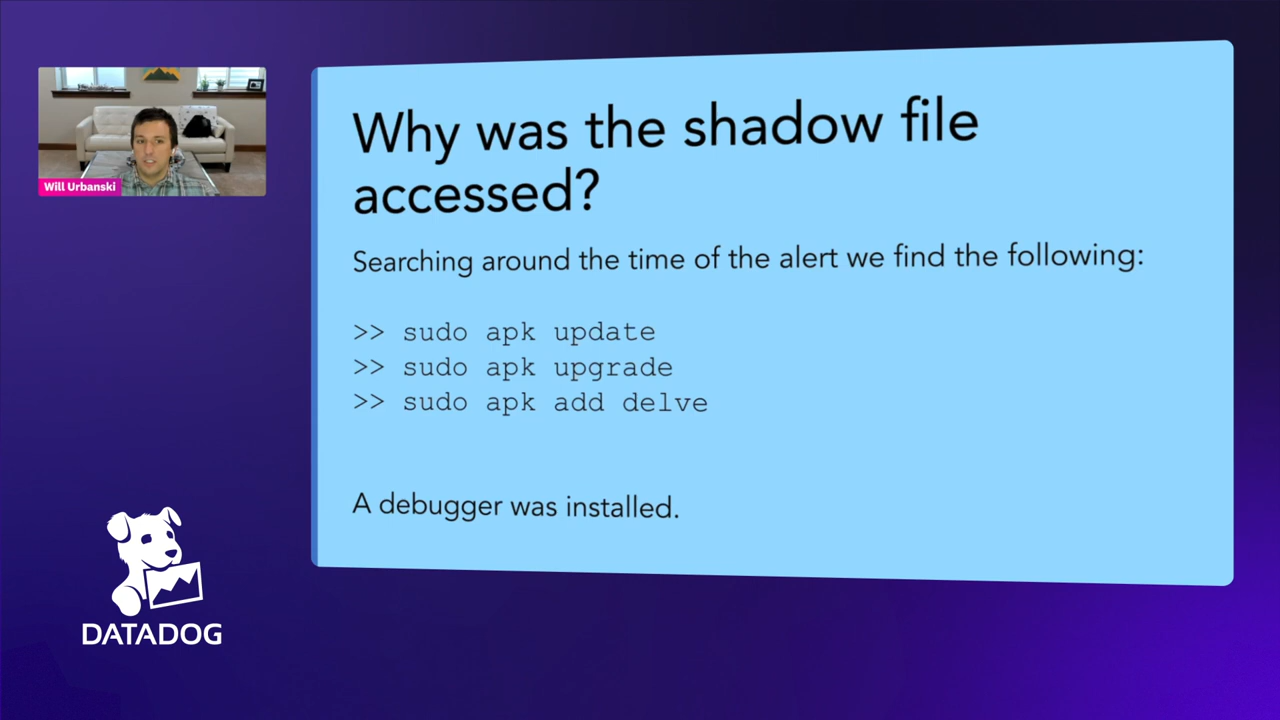 Will Urbanski
Why was the shadow file
accessed?
Searching around the time of the alert we find the following:
>> sudo apk update
>> sudo apk upgrade
>> sudo apk add delve
A debugger was installed.
DATADOG